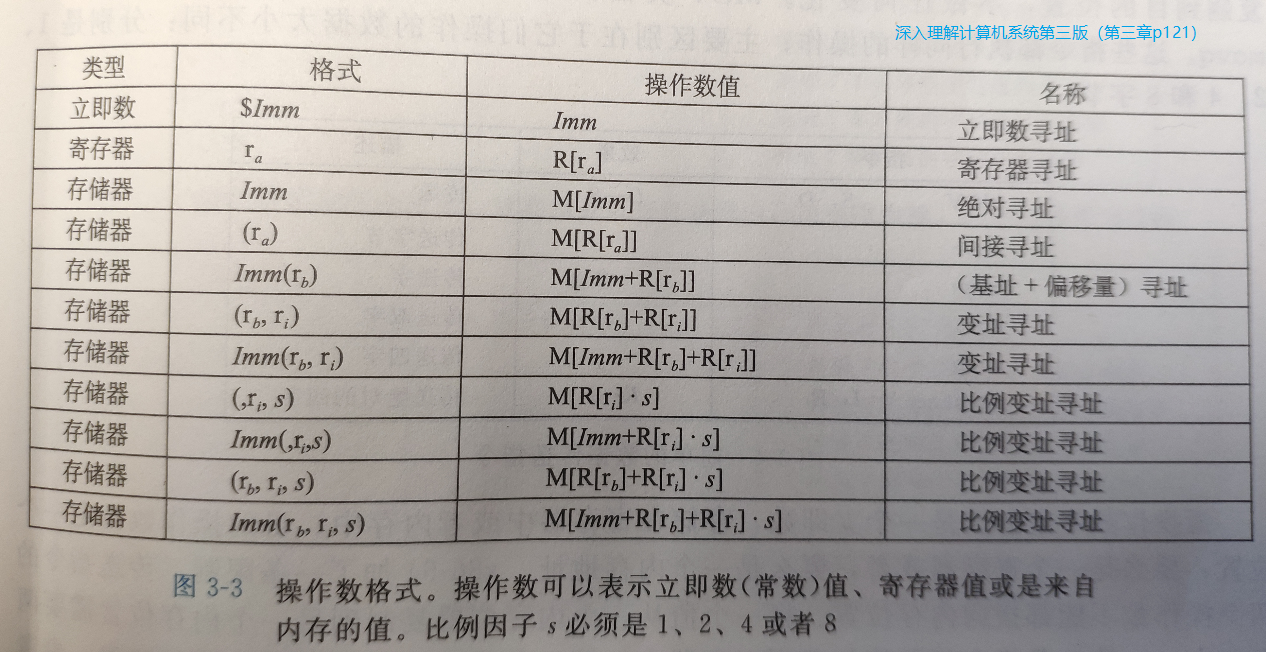 深入理解计算机系统第三版（第三章p121）
类型 格式 操作数值 名称
立即数 $Imm Imm 立即数寻址
寄存器 rₐ R[rₐ] 寄存器寻址
存储器 Imm M[Imm] 绝对寻址
存储器 (rₐ) M[R[rₐ]] 间接寻址
存储器 Imm(r_b) M[Imm+R[r_b]] （基址+偏移量）寻址
存储器 (r_b, r_i) M[R[r_b]+R[r_i]] 变址寻址
存储器 Imm(r_b, r_i) M[Imm+R[r_b]+R[r_i]] 变址寻址
存储器 (,r_i, s) M[R[r_i]·s] 比例变址寻址
存储器 Imm(,r_i,s) M[Imm+R[r_i]·s] 比例变址寻址
存储器 (r_b, r_i, s) M[R[r_b]+R[r_i]·s] 比例变址寻址
存储器 Imm(r_b, r_i, s) M[Imm+R[r_b]+R[r_i]·s] 比例变址寻址
图 3-3 操作数格式。操作数可以表示立即数(常数)值、寄存器值或是来自
内存的值。比例因子 s 必须是 1、2、4 或者 8